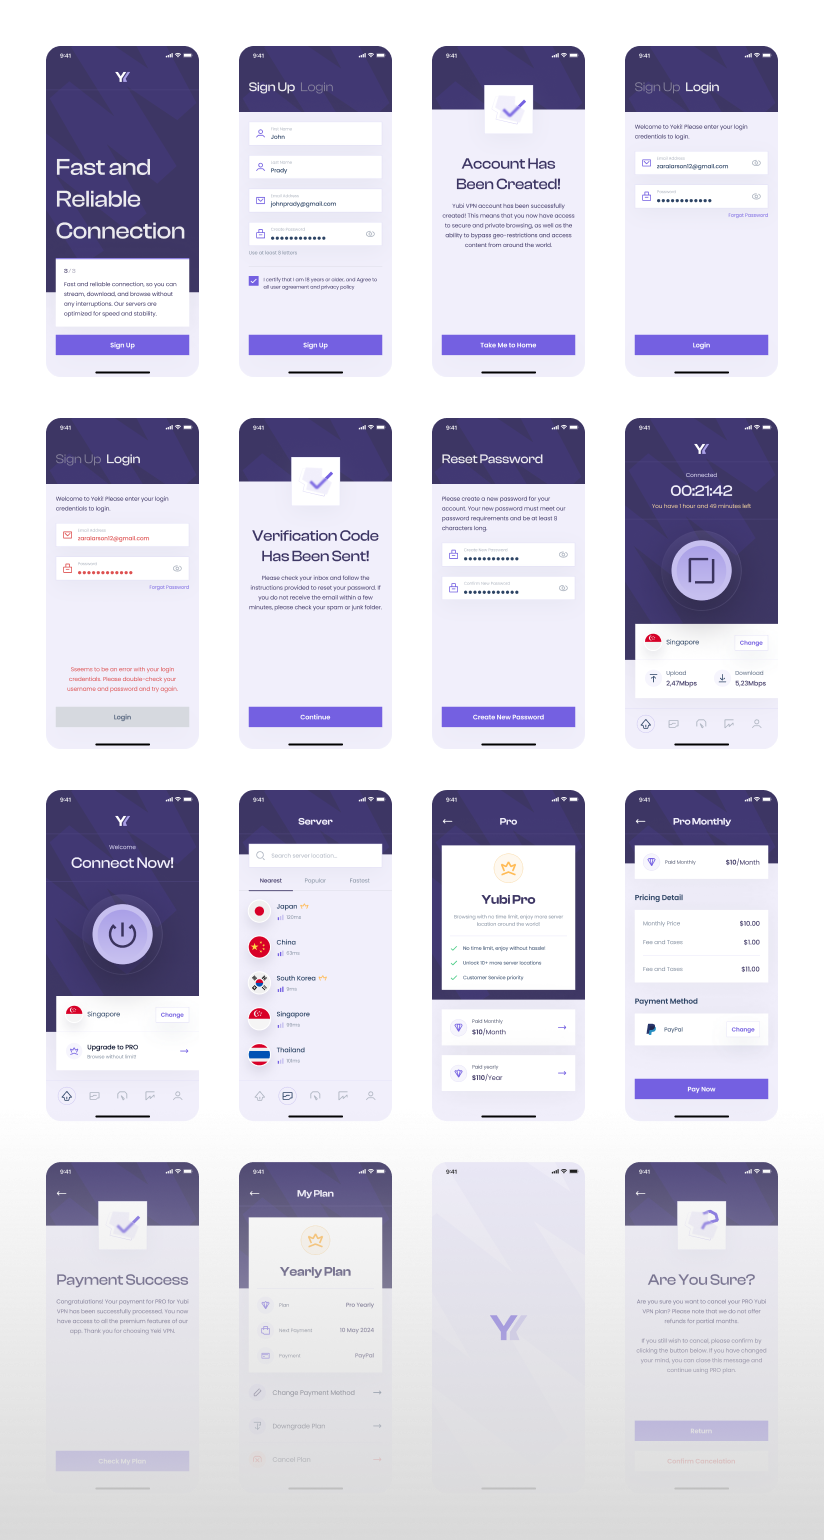 9:41
Y
Fast and
Reliable
Connection
3 / 5
Fast and reliable connection, so you can
stream, download, and browse without
any interruptions. Our servers are
optimized for speed and stability.
Sign Up
9:41
Sign Up Login
First Name
John
Last Name
Prady
Email Address
johnprady@gmail.com
Create Password
Use at least 9 letters
I certify that I am 18 years or older, and Agree to
all user agreement and privacy policy
Sign Up
9:41
Account Has
Been Created!
Yubi VPN account has been successfully
created! This means that you now have access
to secure and private browsing, as well as the
ability to bypass geo-restrictions and access
content from around the world.
Take Me to Home
9:41
Sign Up Login
Welcome to Yeki! Please enter your login
credentials to login.
Email Address
zaralarson12@gmail.com
Password
Forgot Password
Login
9:41
Sign Up Login
Welcome to Yeki! Please enter your login
credentials to login.
Email Address
zaralarson12@gmail.com
Password
Forgot Password
Sseems to be an error with your login
credentials. Please double-check your
username and password and try again.
Login
9:41
Verification Code
Has Been Sent!
Please check your inbox and follow the
instructions provided to reset your password. If
you do not receive the email within a few
minutes, please check your spam or junk folder.
Continue
9:41
Reset Password
Please create a new password for your
account. Your new password must meet our
password requirements and be at least 9
characters long.
Create New Password
Confirm New Password
Create New Password
9:41
Y
Connected
00:21:42
You have 1 hour and 49 minutes left
Singapore
Change
Upload
2,47Mbps
Download
5,23Mbps
9:41
Y
Welcome
Connect Now!
Singapore
Change
Upgrade to PRO
Browse without limit!
9:41
Server
Search server location...
Nearest Popular Fastest
Japan
120ms
China
53ms
South Korea
9ms
Singapore
99ms
Thailand
89ms
9:41
Pro
Yubi Pro
Browsing with no time limit, enjoy more server
location around the world!
No time limit, enjoy without hassle!
Unlock 10+ more server locations
Customer Service priority
Paid Monthly
$10/Month
Paid yearly
$110/Year
9:41
Pro Monthly
Paid Monthly
$10/Month
Pricing Detail
Monthly Price $10.00
Fee and Taxes $1.00
Fee and Taxes $11.00
Payment Method
PayPal
Change
Pay Now
9:41
Payment Success
Congratulations! Your payment for PRO for Yubi
VPN has been successfully processed. You now
have access to all the premium features of our
app. Thank you for choosing Yeki VPN.
Check My Plan
9:41
My Plan
Yearly Plan
Plan Pro Yearly
Next Payment 10 May 2024
Payment PayPal
Change Payment Method
Downgrade Plan
Cancel Plan
9:41
Y
9:41
Are You Sure?
Are you sure you want to cancel your PRO Yubi
VPN plan? Please note that we do not offer
refunds for partial months.
If you still wish to cancel, please confirm by
clicking the button below. If you have changed
your mind, you can close this message and
continue using PRO plan.
Return
Confirm Cancelation